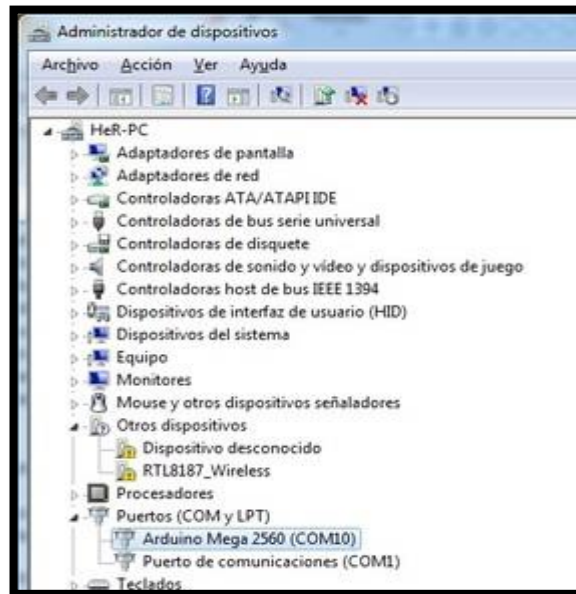 Administrador de dispositivos
Archivo Acción Ver Ayuda
HeR-PC
Adaptadores de pantalla
Adaptadores de red
Controladoras ATA/ATAPI IDE
Controladoras de bus serie universal
Controladoras de disquete
Controladoras de sonido y vídeo y dispositivos de juego
Controladoras host de bus IEEE 1394
Dispositivos de interfaz de usuario (HID)
Dispositivos del sistema
Equipo
Monitores
Mouse y otros dispositivos señaladores
Otros dispositivos
Dispositivo desconocido
RTL8187_Wireless
Procesadores
Puertos (COM y LPT)
Arduino Mega 2560 (COM10)
Puerto de comunicaciones (COM1)
Teclados